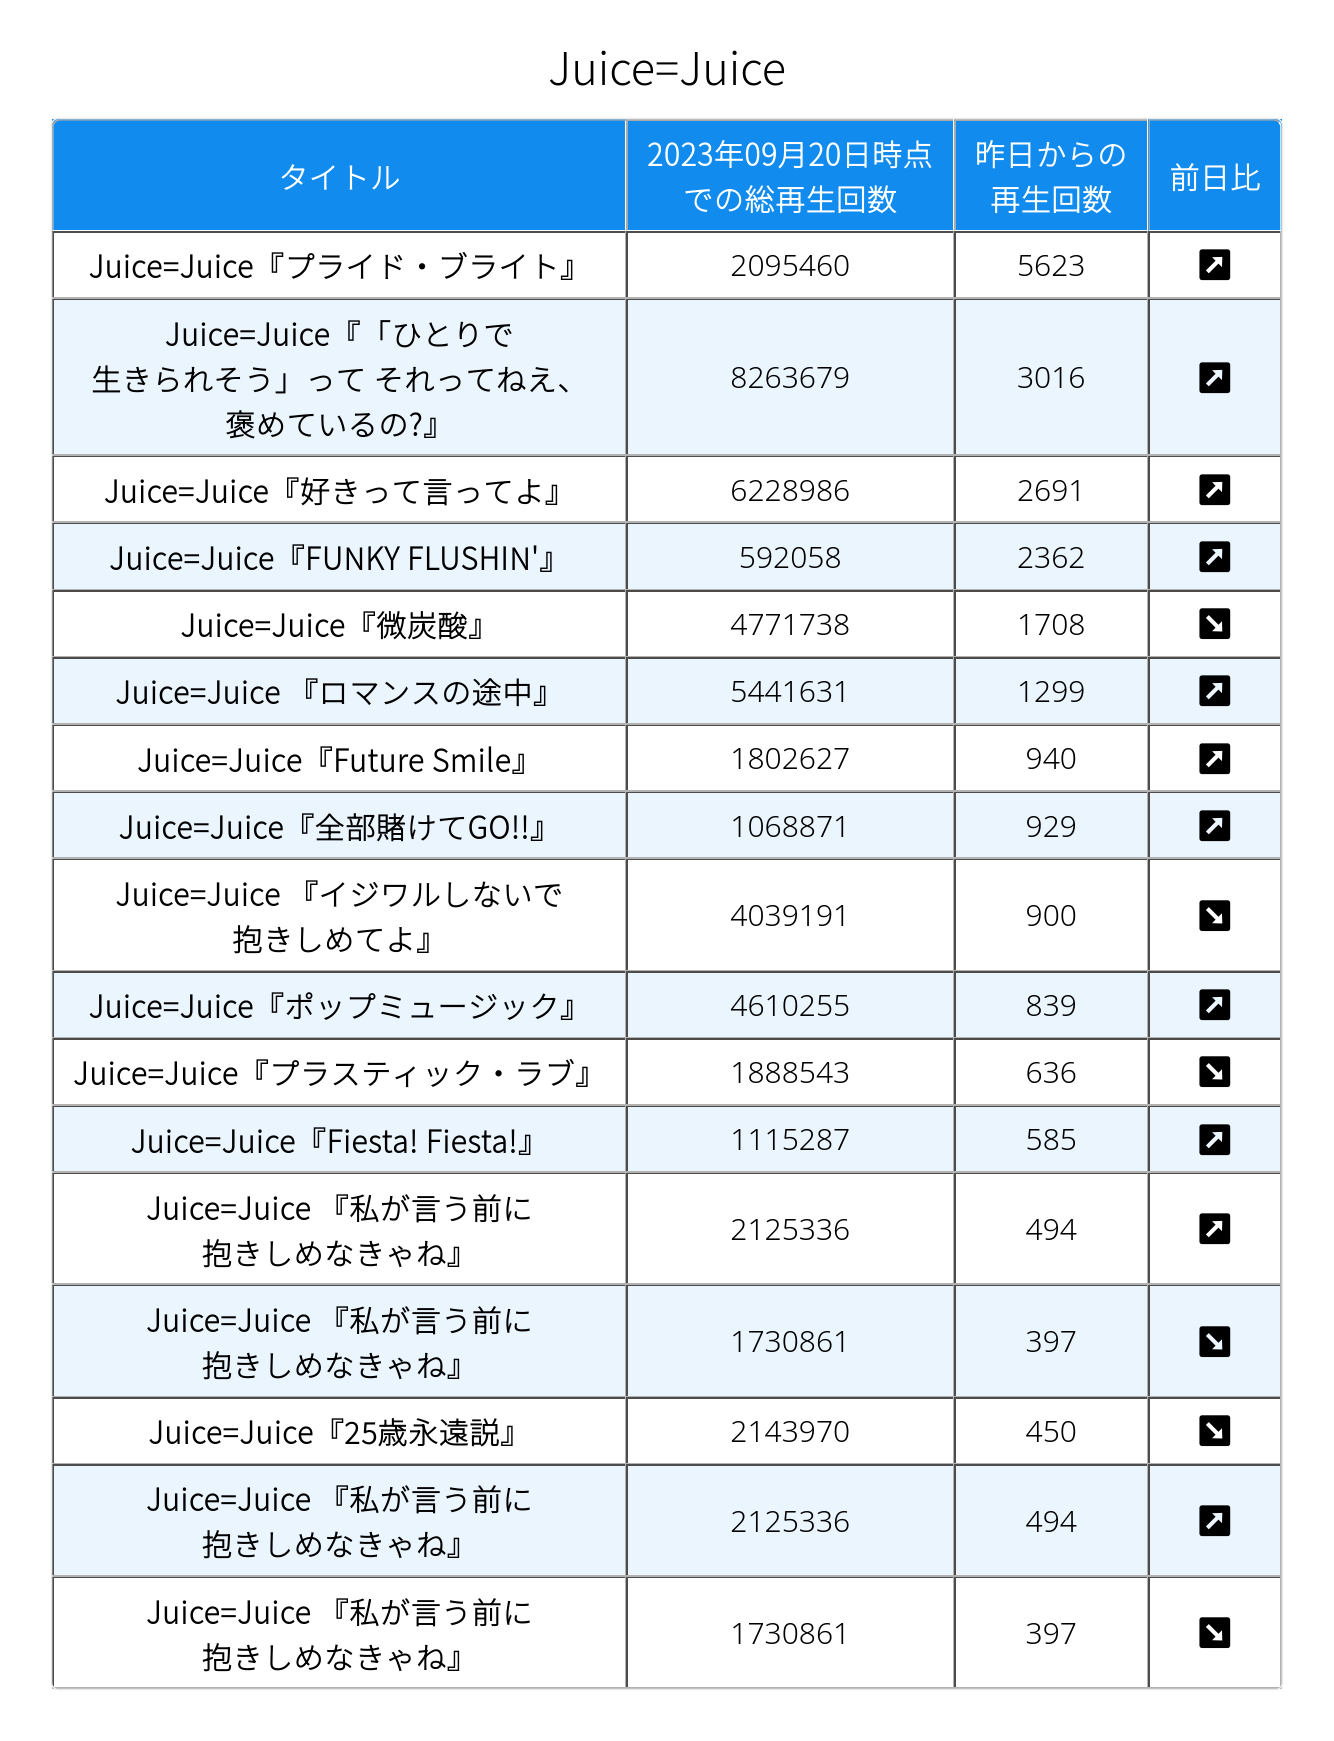 Juice=Juice
タイトル
2023年09月20日時点
での総再生回数
昨日からの
再生回数
前日比
Juice=Juice『プライド・ブライト』
2095460
5623
Juice=Juice『「ひとりで
生きられそう」って それってねえ、
褒めているの?』
8263679
3016
Juice=Juice『好きって言ってよ』
6228986
2691
Juice=Juice『FUNKY FLUSHIN'』
592058
2362
Juice=Juice『微炭酸』
4771738
1708
Juice=Juice 『ロマンスの途中』
5441631
1299
Juice=Juice『Future Smile』
1802627
940
Juice=Juice『全部賭けてGO!!』
1068871
929
Juice=Juice 『イジワルしないで
抱きしめてよ』
4039191
900
Juice=Juice『ポップミュージック』
4610255
839
Juice=Juice『プラスティック・ラブ』
1888543
636
Juice=Juice『Fiesta! Fiesta!』
1115287
585
Juice=Juice 『私が言う前に
抱きしめなきゃね』
2125336
494
Juice=Juice 『私が言う前に
抱きしめなきゃね』
1730861
397
Juice=Juice『25歳永遠説』
2143970
450
Juice=Juice 『私が言う前に
抱きしめなきゃね』
2125336
494
Juice=Juice 『私が言う前に
抱きしめなきゃね』
1730861
397